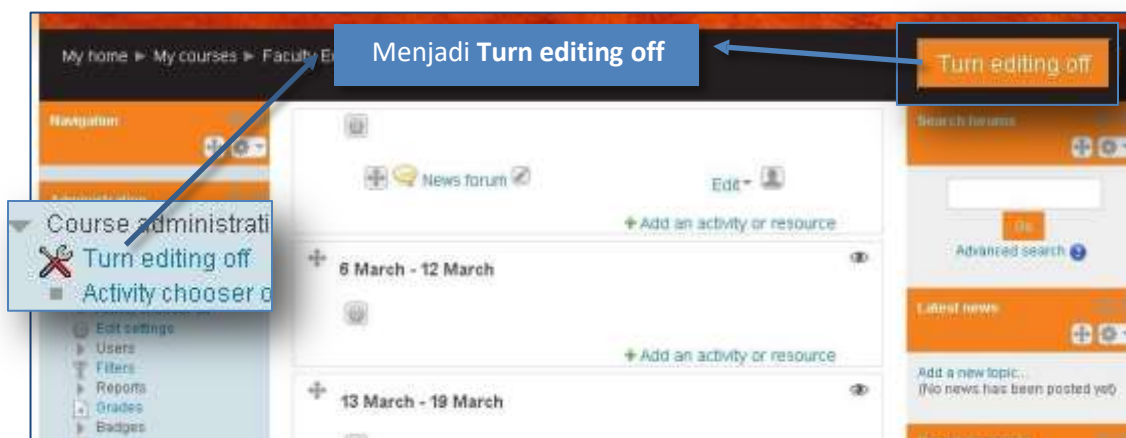 My home ► My courses ► Faculty
Menjadi Turn editing off
Turn editing off
Navigation
Course administrati
Turn editing off
Activity chooser
Edit settings
Users
Filters
Reports
Grades
Badges
News forum
Edit
+ Add an activity or resource
6 March - 12 March
+ Add an activity or resource
13 March - 19 March
Search forums
Go
Advanced search
Latest news
Add a new topic...
(No news has been posted yet)